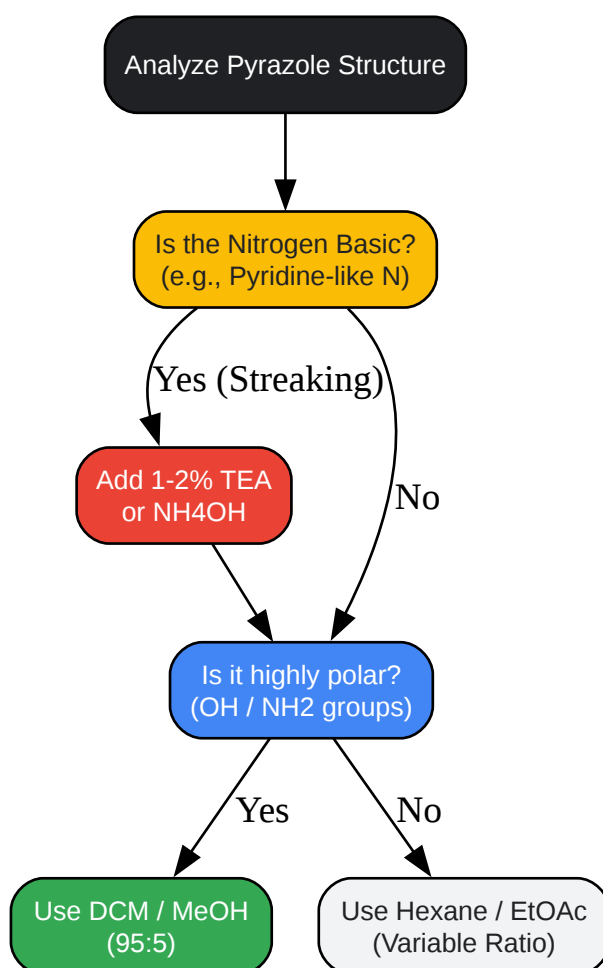 Analyze Pyrazole Structure
Is the Nitrogen Basic?
(e.g., Pyridine-like N)
Yes (Streaking)
Add 1-2% TEA
or NH4OH
No
Is it highly polar?
(OH / NH2 groups)
Yes
No
Use DCM / MeOH
(95:5)
Use Hexane / EtOAc
(Variable Ratio)